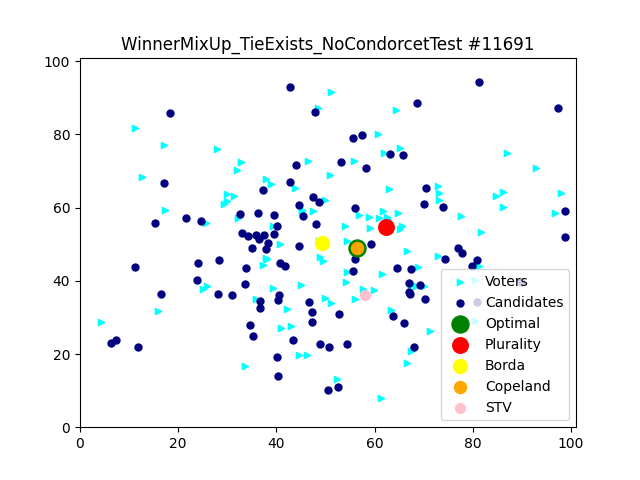 WinnerMixUp_TieExists_NoCondorcetTest #11691
100
80
60
40
20
0
0
20
40
60
80
100
Voters
Candidates
Optimal
Plurality
Borda
Copeland
STV